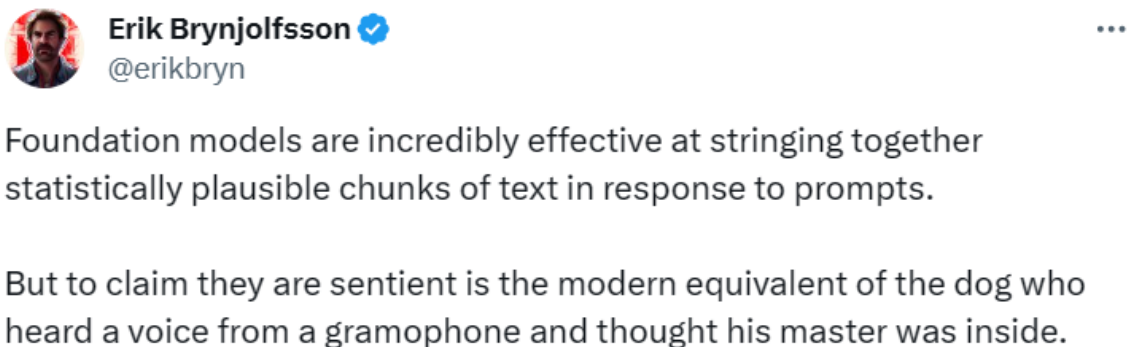 Erik Brynjolfsson
@erikbryn
Foundation models are incredibly effective at stringing together
statistically plausible chunks of text in response to prompts.
But to claim they are sentient is the modern equivalent of the dog who
heard a voice from a gramophone and thought his master was inside.